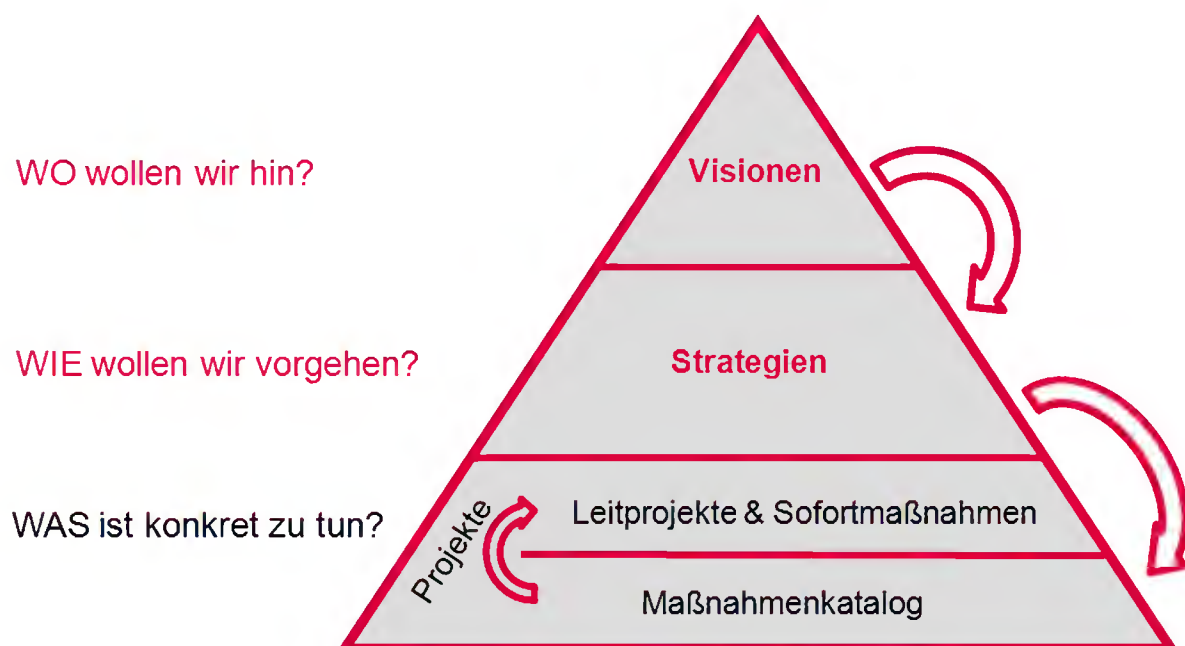 WO wollen wir hin?
Visionen
WIE wollen wir vorgehen?
Strategien
WAS ist konkret zu tun?
Projekte
Leitprojekte & Sofortmaßnahmen
Maßnahmenkatalog